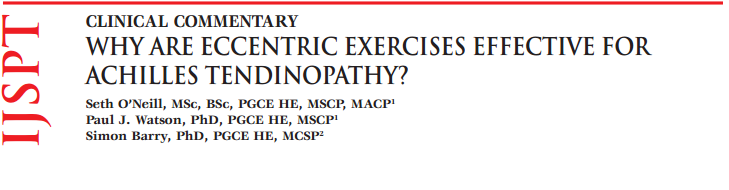 IJSPT
CLINICAL COMMENTARY
WHY ARE ECCENTRIC EXERCISES EFFECTIVE FOR
ACHILLES TENDINOPATHY?
Seth O'Neill, MSc, BSc, PGCE HE, MSCP, MACP¹
Paul J. Watson, PhD, PGCE HE, MSCP¹
Simon Barry, PhD, PGCE HE, MCSP²